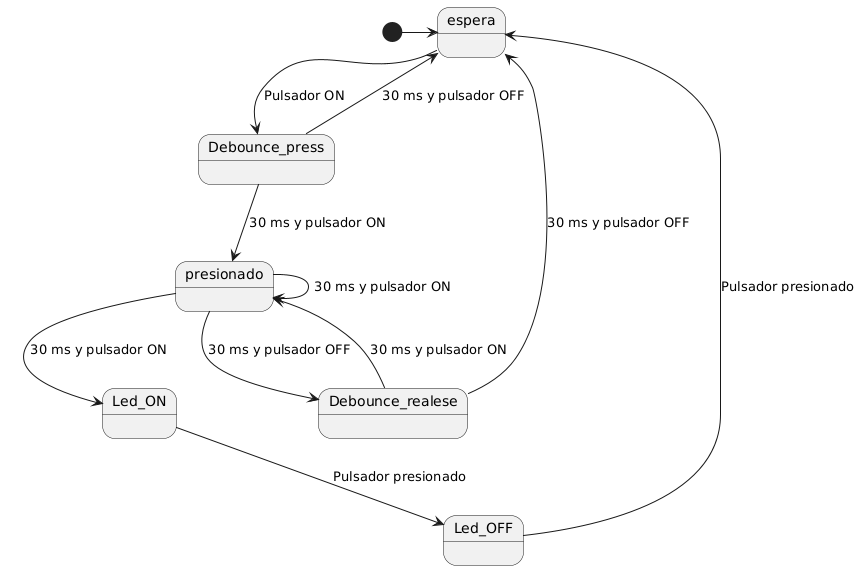 espera
Pulsador ON
30 ms y pulsador OFF
Debounce_press
30 ms y pulsador ON
30 ms y pulsador OFF
presionado
30 ms y pulsador ON
Pulsador presionado
30 ms y pulsador ON
30 ms y pulsador OFF
30 ms y pulsador ON
Led_ON
Debounce_realese
Pulsador presionado
Led_OFF